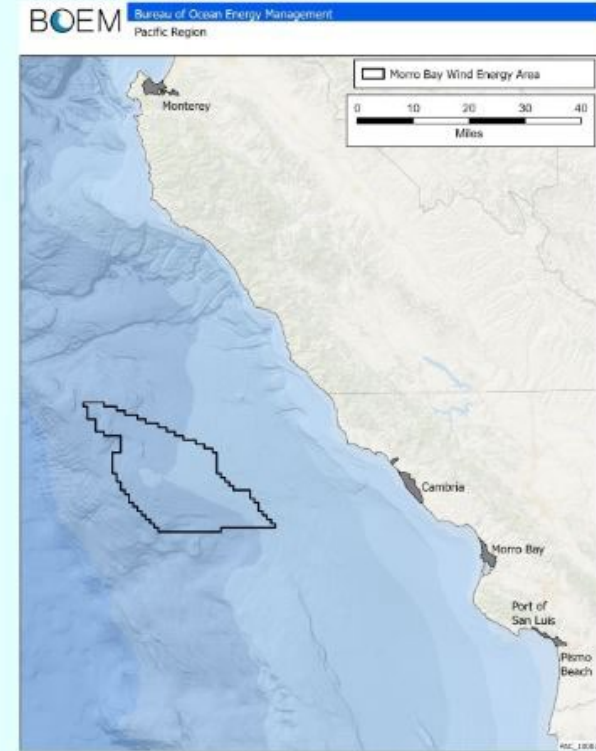 BOEM
Bureau of Ocean Energy Management
Pacific Region
Morro Bay Wind Energy Area
0 10 20 30 40
Miles
Monterey
Cambria
Morro Bay
Port of
San Luis
Pismo
Beach